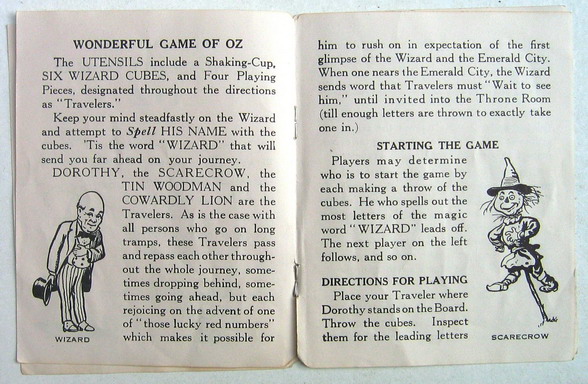 WONDERFUL GAME OF OZ
The UTENSILS include a Shaking-Cup,
SIX WIZARD CUBES, and Four Playing
Pieces, designated throughout the directions
as "Travelers."
Keep your mind steadfastly on the Wizard
and attempt to Spell HIS NAME with the
cubes. 'Tis the word "WIZARD" that will
send you far ahead on your journey.
DOROTHY, the SCARECROW, the
TIN WOODMAN and the
COWARDLY LION are the
Travelers. As is the case with
all persons who go on long
tramps, these Travelers pass
and repass each other through-
out the whole journey, some-
times dropping behind, some-
times going ahead, but each
rejoicing on the advent of one
of "those lucky red numbers"
which makes it possible for
WIZARD
him to rush on in expectation of the first
glimpse of the Wizard and the Emerald City.
When one nears the Emerald City, the Wizard
sends word that Travelers must "Wait to see
him," until invited into the Throne Room
(till enough letters are thrown to exactly take
one in.)
STARTING THE GAME
Players may determine
who is to start the game by
each making a throw of the
cubes. He who spells out the
most letters of the magic
word "WIZARD" leads off.
The next player on the left
follows, and so on.
DIRECTIONS FOR PLAYING
Place your Traveler where
Dorothy stands on the Board.
Throw the cubes. Inspect
them for the leading letters
SCARECROW